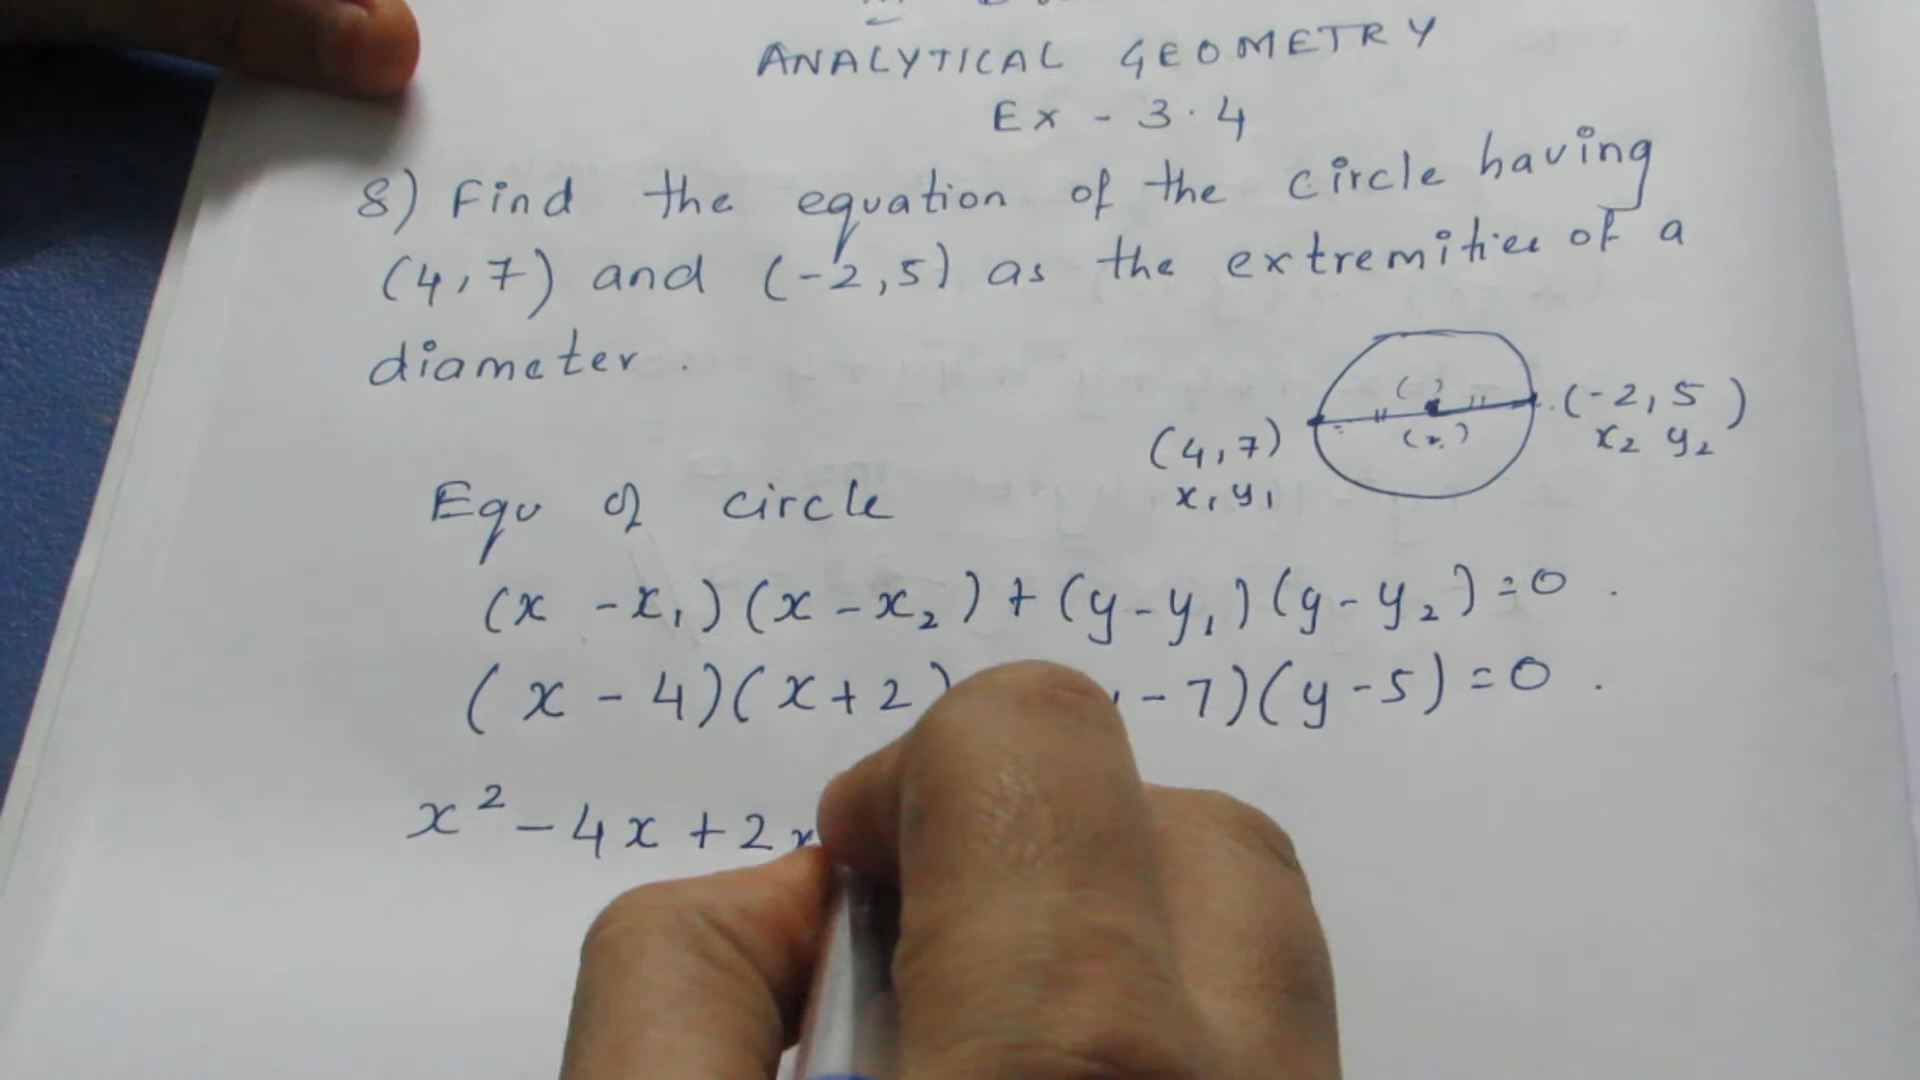 ANALYTICAL GEOMETRY
Ex - 3.4
8) Find the equation of the circle having
(4,7) and (-2,5) as the extremities of a
diameter.
(-2, 5)
x₂ y₂
(4,7)
x₁ y₁
Equ of circle
(x - x₁)(x - x₂) + (y - y₁)(y - y₂) = 0 .
(x - 4)(x + 2) - 7)(y - 5) = 0 .
x² - 4x + 2x